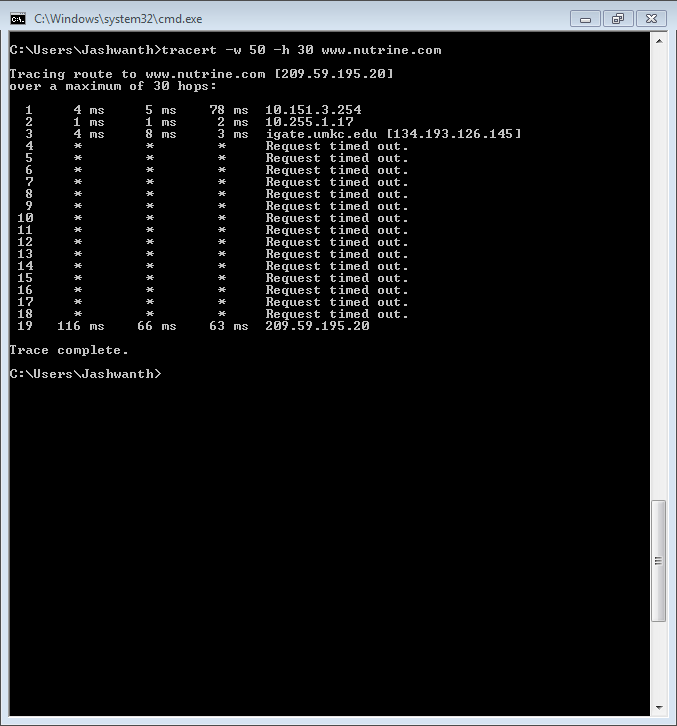 C:\Windows\system32\cmd.exe
C:\Users\Jashwanth>tracert -w 50 -h 30 www.nutrine.com
Tracing route to www.nutrine.com [209.59.195.20]
over a maximum of 30 hops:
1 4 ms 5 ms 78 ms 10.151.3.254
2 1 ms 1 ms 2 ms 10.255.1.17
3 4 ms 8 ms 3 ms igate.umkc.edu [134.193.126.145]
4 * * * Request timed out.
5 * * * Request timed out.
6 * * * Request timed out.
7 * * * Request timed out.
8 * * * Request timed out.
9 * * * Request timed out.
10 * * * Request timed out.
11 * * * Request timed out.
12 * * * Request timed out.
13 * * * Request timed out.
14 * * * Request timed out.
15 * * * Request timed out.
16 * * * Request timed out.
17 * * * Request timed out.
18 * * * Request timed out.
19 116 ms 66 ms 63 ms 209.59.195.20
Trace complete.
C:\Users\Jashwanth>